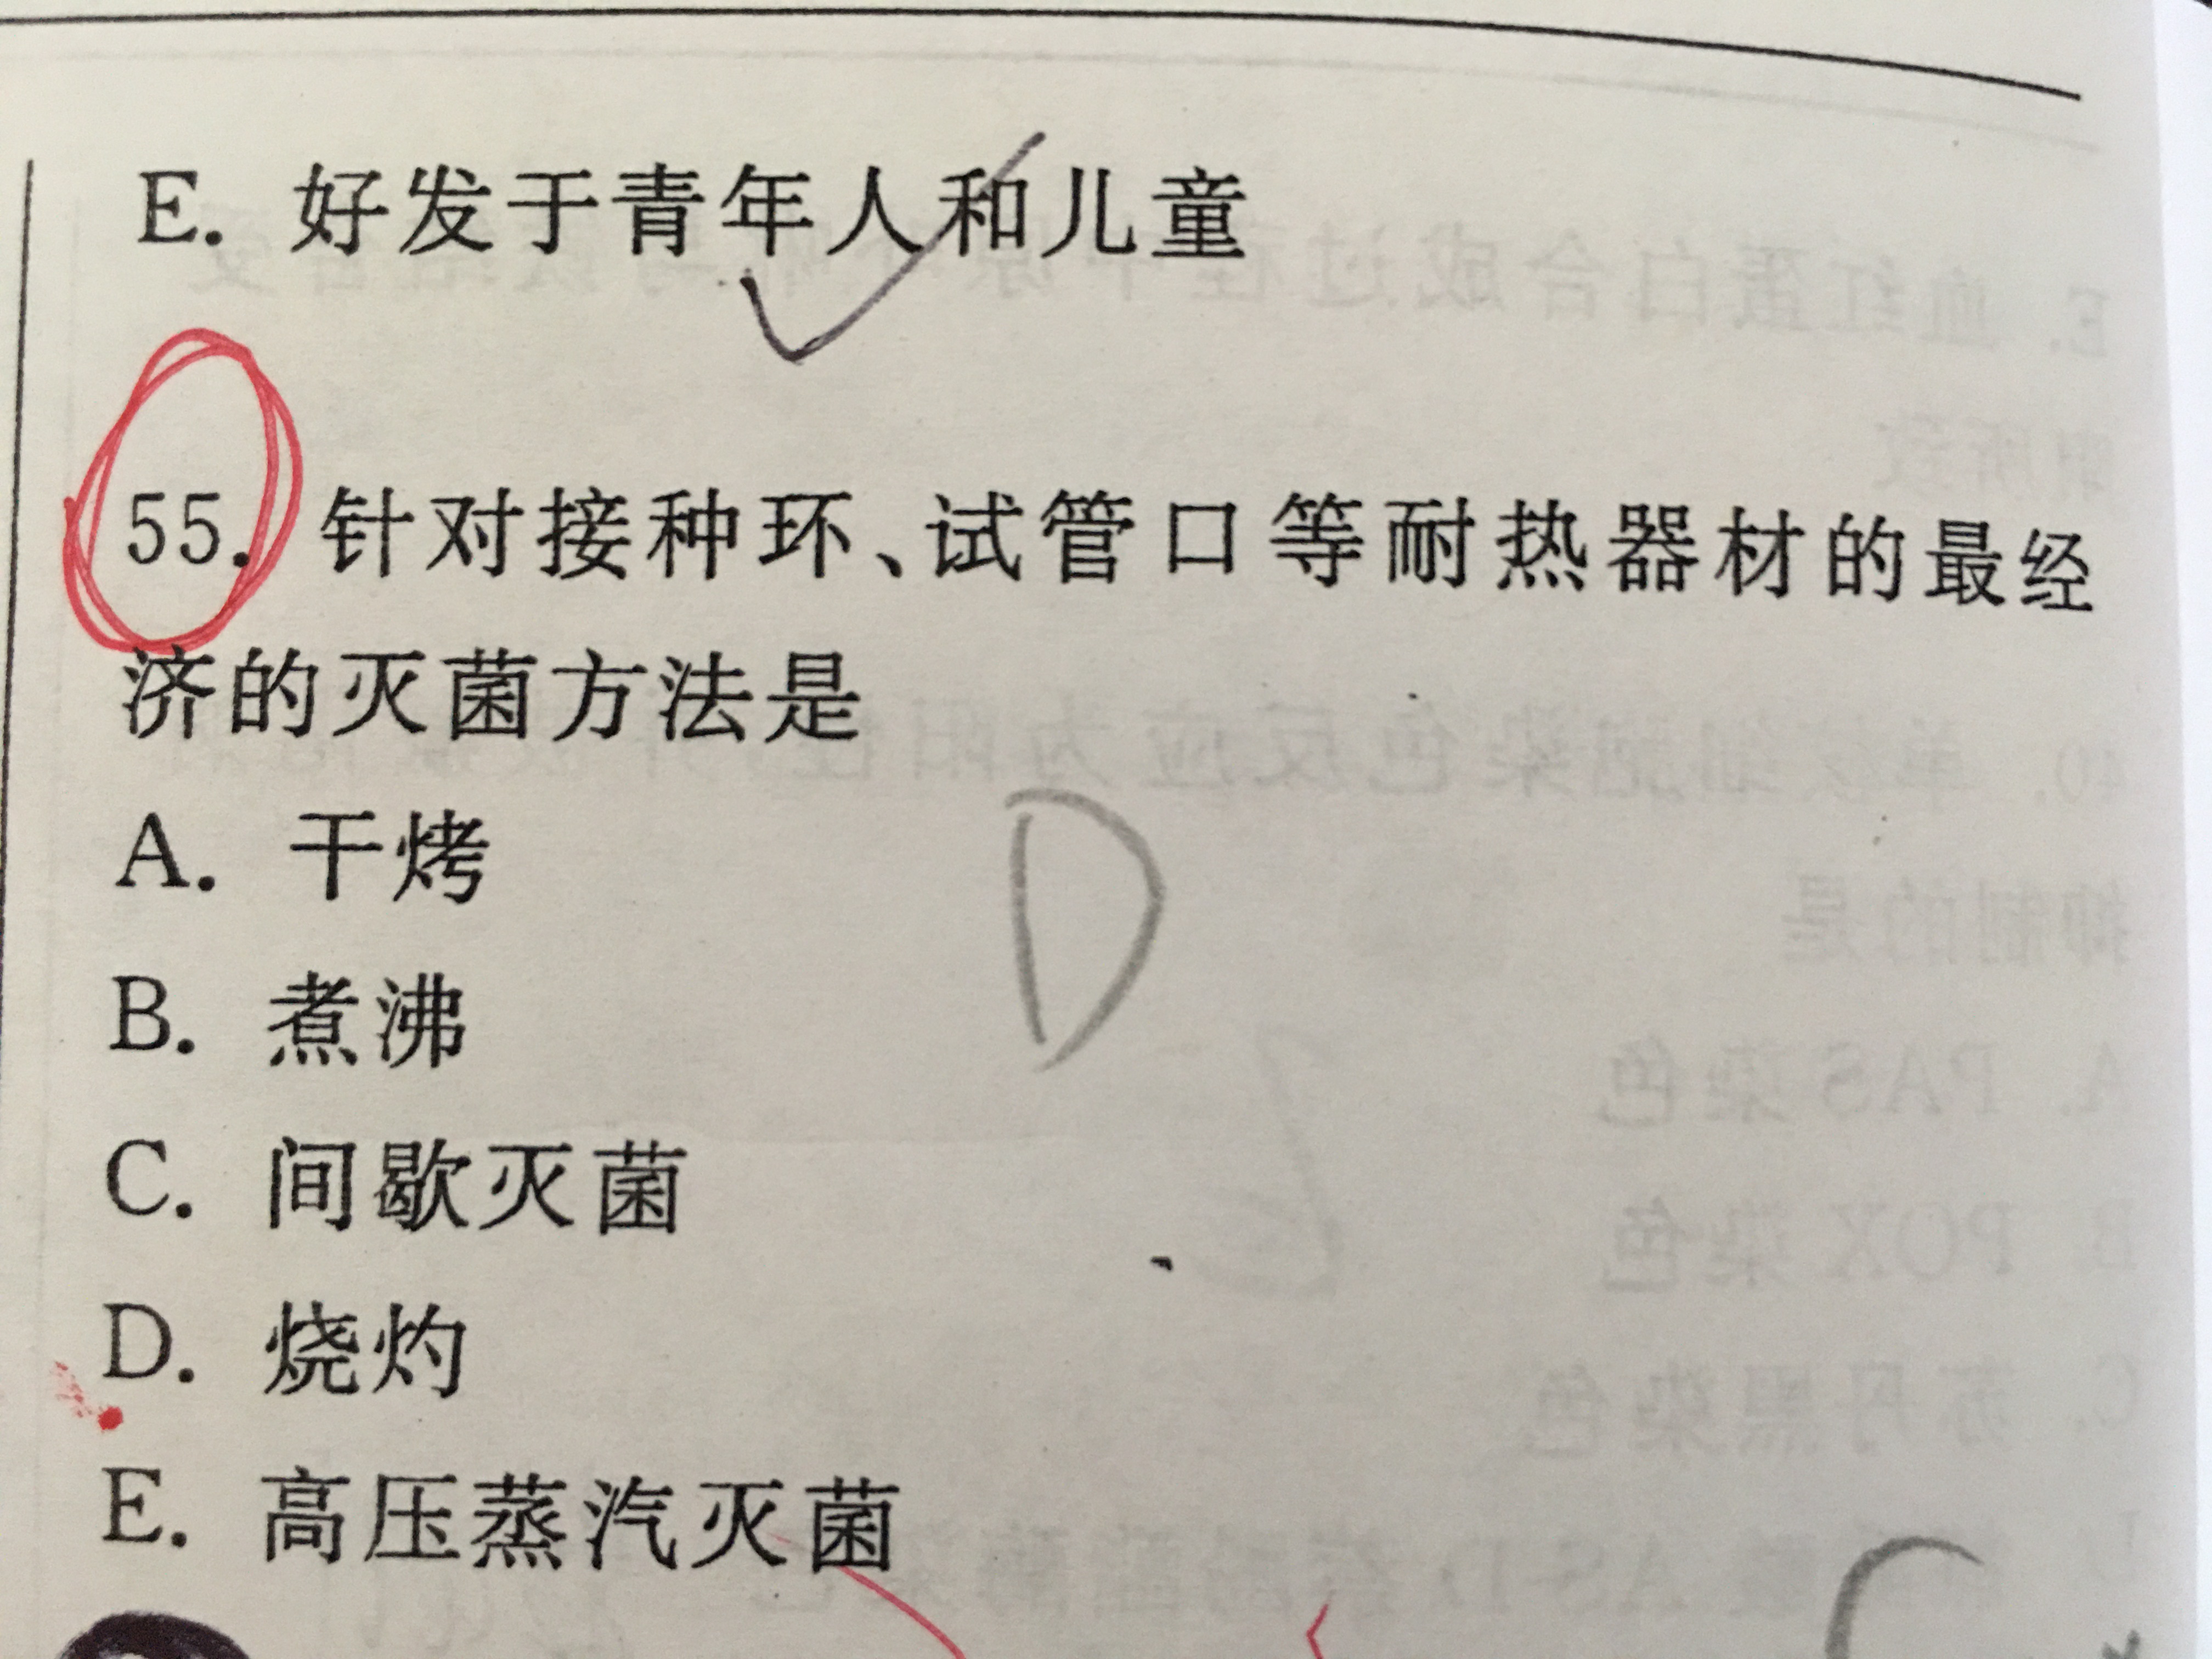 E. 好发于青年人和儿童
55. 针对接种环、试管口等耐热器材的最经
济的灭菌方法是
A. 干烤
D
B. 煮沸
C. 间歇灭菌
D. 烧灼
E. 高压蒸汽灭菌